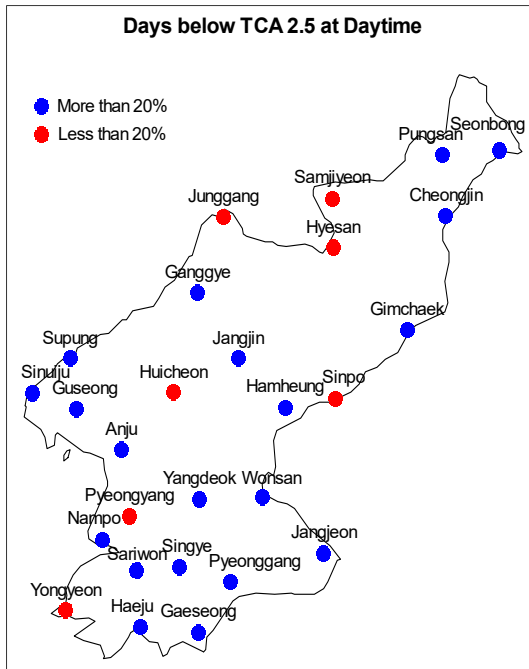 Days below TCA 2.5 at Daytime
More than 20%
Less than 20%
Seonbong
Pungsan
Samjiyeon
Junggang
Cheongjin
Hyesan
Ganggye
Gimchaek
Supung
Jangjin
Sinuiju
Huicheon
Guseong
Hamheung
Sinpo
Anju
Yangdeok
Wonsan
Pyeongyang
Nampo
Jangjeon
Sariwon
Singye
Pyeonggang
Yongyeon
Haeju
Gaeseong